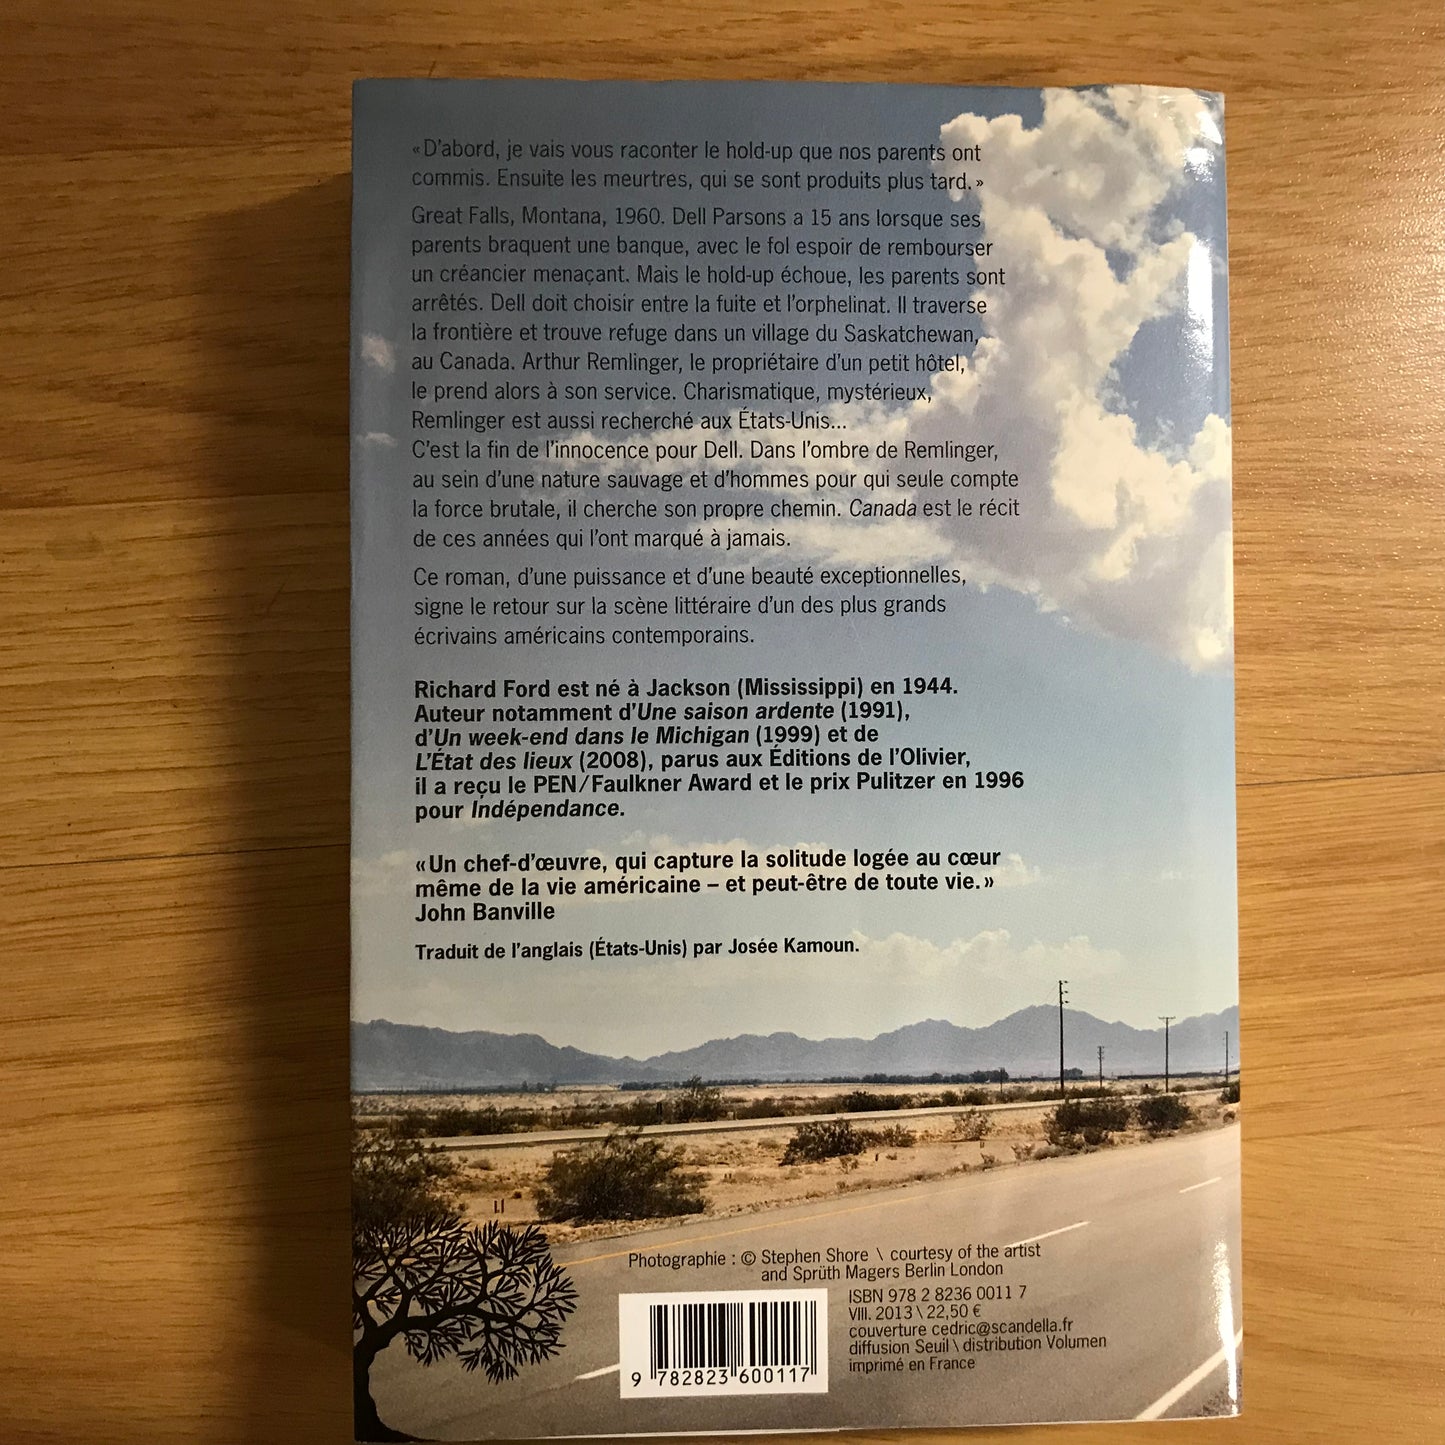 « D'abord, je vais vous raconter le hold-up que nos parents ont
commis. Ensuite les meurtres, qui se sont produits plus tard. »
Great Falls, Montana, 1960. Dell Parsons a 15 ans lorsque ses
parents braquent une banque, avec le fol espoir de rembourser
un créancier menaçant. Mais le hold-up échoue, les parents sont
arrêtés. Dell doit choisir entre la fuite et l'orphelinat. Il traverse
la frontière et trouve refuge dans un village du Saskatchewan,
au Canada. Arthur Remlinger, le propriétaire d'un petit hôtel,
le prend alors à son service. Charismatique, mystérieux,
Remlinger est aussi recherché aux États-Unis...
C'est la fin de l'innocence pour Dell. Dans l'ombre de Remlinger,
au sein d'une nature sauvage et d'hommes pour qui seule compte
la force brutale, il cherche son propre chemin. Canada est le récit
de ces années qui l'ont marqué à jamais.
Ce roman, d'une puissance et d'une beauté exceptionnelles,
signe le retour sur la scène littéraire d'un des plus grands
écrivains américains contemporains.
Richard Ford est né à Jackson (Mississippi) en 1944.
Auteur notamment d'Une saison ardente (1991),
d'Un week-end dans le Michigan (1999) et de
L'État des lieux (2008), parus aux Éditions de l'Olivier,
il a reçu le PEN/Faulkner Award et le prix Pulitzer en 1996
pour Indépendance.
« Un chef-d'œuvre, qui capture la solitude logée au cœur
même de la vie américaine – et peut-être de toute vie. »
John Banville
Traduit de l'anglais (États-Unis) par Josée Kamoun.
Photographie : © Stephen Shore \ courtesy of the artist
and Sprüth Magers Berlin London
ISBN 978 2 8236 0011 7
VIII. 2013 \ 22,50 €
couverture cedric@scandella.fr
diffusion Seuil \ distribution Volumen
imprimé en France
9 782823 600117